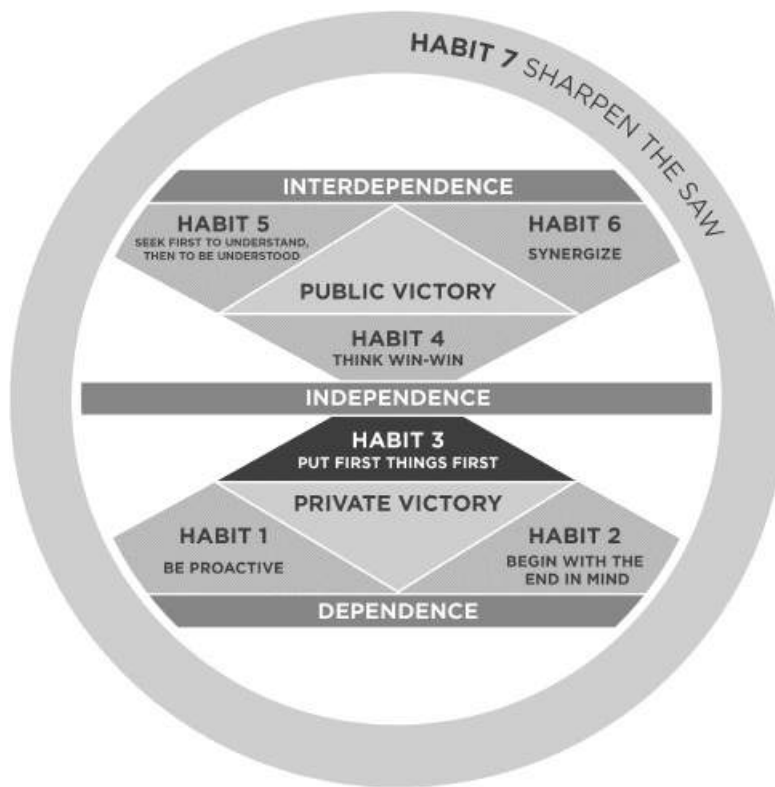 HABIT 7 SHARPEN THE SAW
INTERDEPENDENCE
HABIT 5
SEEK FIRST TO UNDERSTAND,
THEN TO BE UNDERSTOOD
HABIT 6
SYNERGIZE
PUBLIC VICTORY
HABIT 4
THINK WIN-WIN
INDEPENDENCE
HABIT 3
PUT FIRST THINGS FIRST
PRIVATE VICTORY
HABIT 1
BE PROACTIVE
HABIT 2
BEGIN WITH THE
END IN MIND
DEPENDENCE